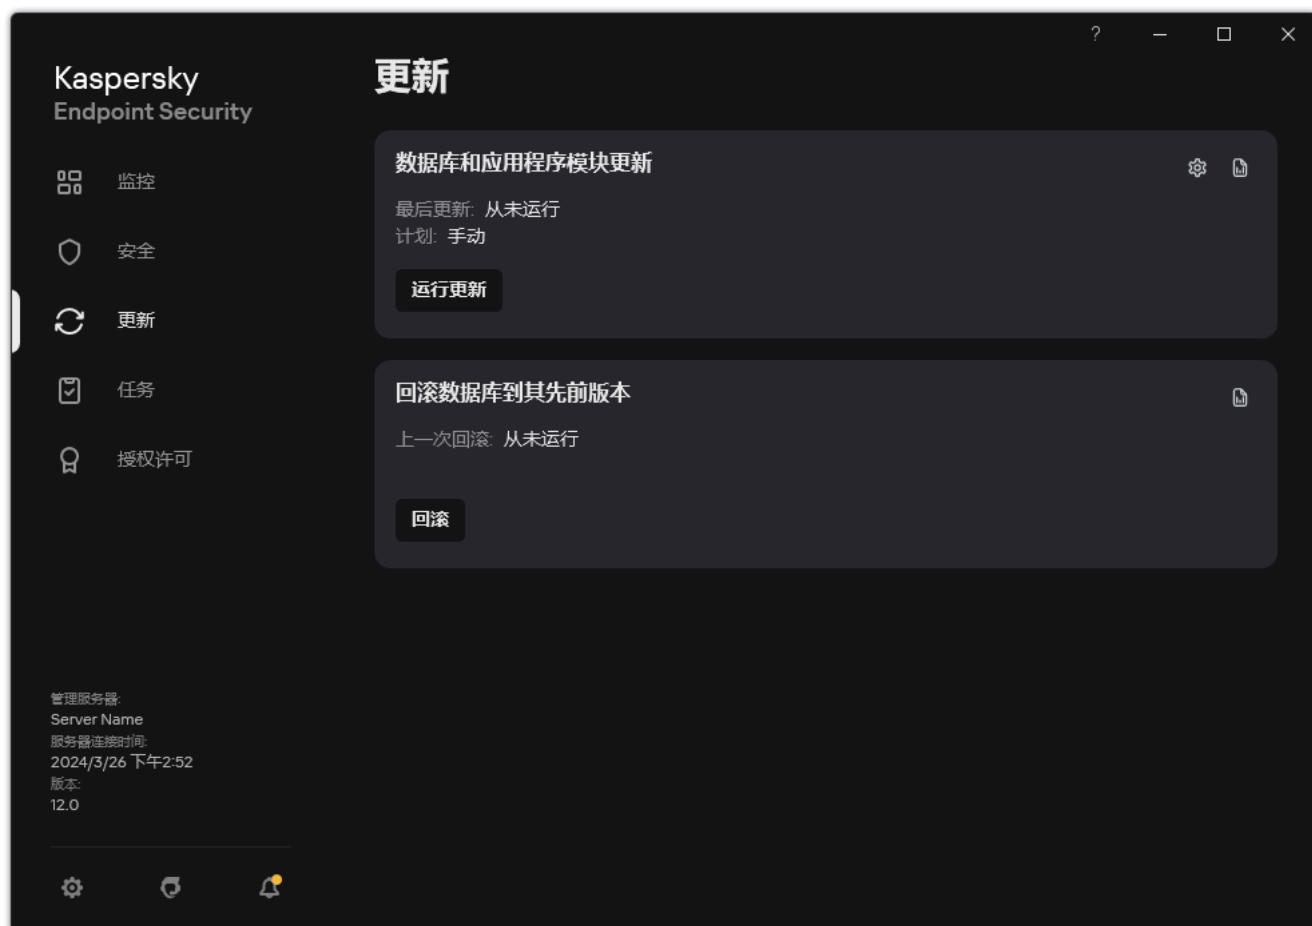 ?
Kaspersky
Endpoint Security
监控
安全
更新
任务
授权许可
管理服务器:
Server Name
服务器连接时间:
2024/3/26 下午2:52
版本:
12.0
更新
数据库和应用程序模块更新
最后更新: 从未运行
计划: 手动
运行更新
回滚数据库到其先前版本
上一次回滚: 从未运行
回滚